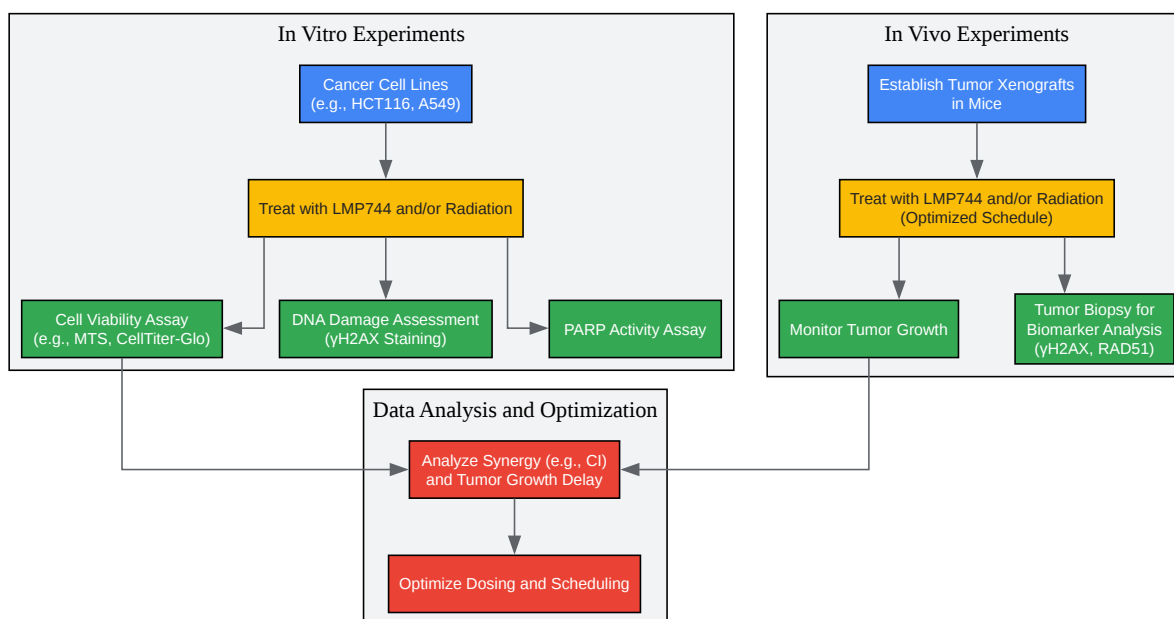 In Vitro Experiments
Cancer Cell Lines
(e.g., HCT116, A549)
Treat with LMP744 and/or Radiation
Cell Viability Assay
(e.g., MTS, CellTiter-Glo)
DNA Damage Assessment
(γH2AX Staining)
PARP Activity Assay
In Vivo Experiments
Establish Tumor Xenografts
in Mice
Treat with LMP744 and/or Radiation
(Optimized Schedule)
Monitor Tumor Growth
Tumor Biopsy for
Biomarker Analysis
(γH2AX, RAD51)
Data Analysis and Optimization
Analyze Synergy (e.g., CI)
and Tumor Growth Delay
Optimize Dosing and Scheduling